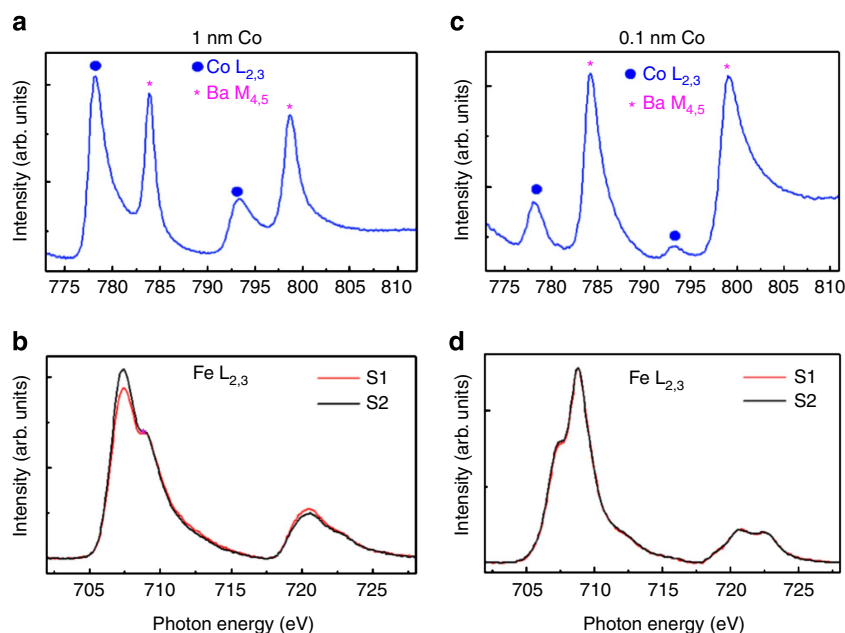 a
1 nm Co
Intensity (arb. units)
● Co L2,3
* Ba M4,5
775 780 785 790 795 800 805 810
c
0.1 nm Co
Intensity (arb. units)
● Co L2,3
* Ba M4,5
775 780 785 790 795 800 805 810
b
Intensity (arb. units)
Fe L2,3
S1
S2
705 710 715 720 725
Photon energy (eV)
d
Intensity (arb. units)
Fe L2,3
S1
S2
705 710 715 720 725
Photon energy (eV)